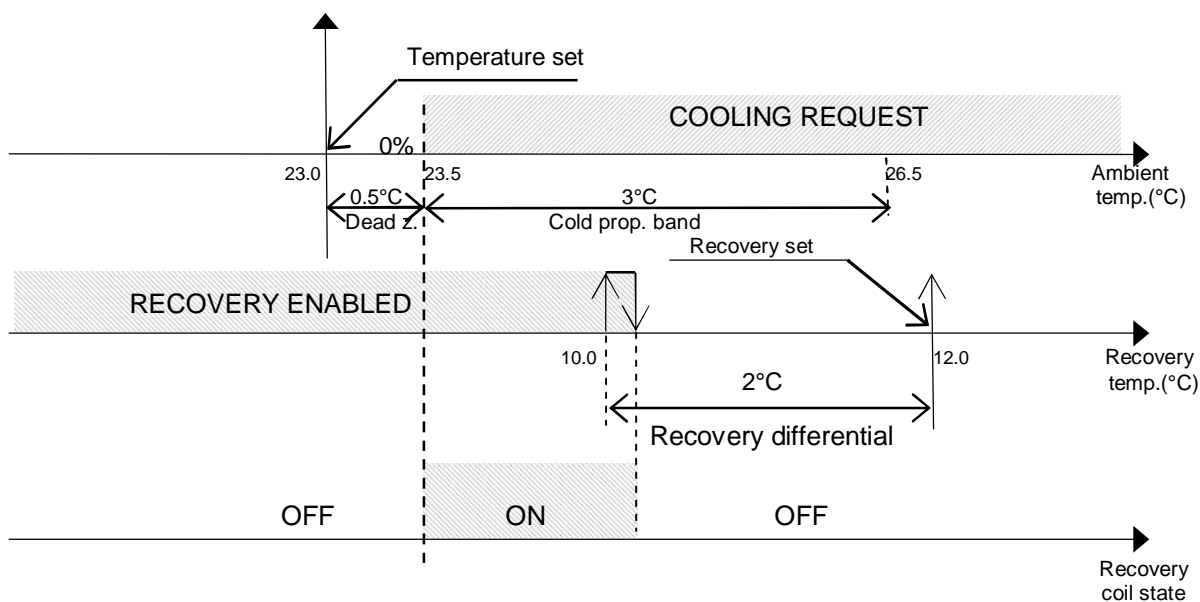 Temperature set
COOLING REQUEST
0%
23.0
23.5
26.5
Ambient
temp.(°C)
0.5°C
Dead z.
3°C
Cold prop. band
Recovery set
RECOVERY ENABLED
10.0
12.0
Recovery
temp.(°C)
2°C
Recovery differential
OFF
ON
OFF
Recovery
coil state